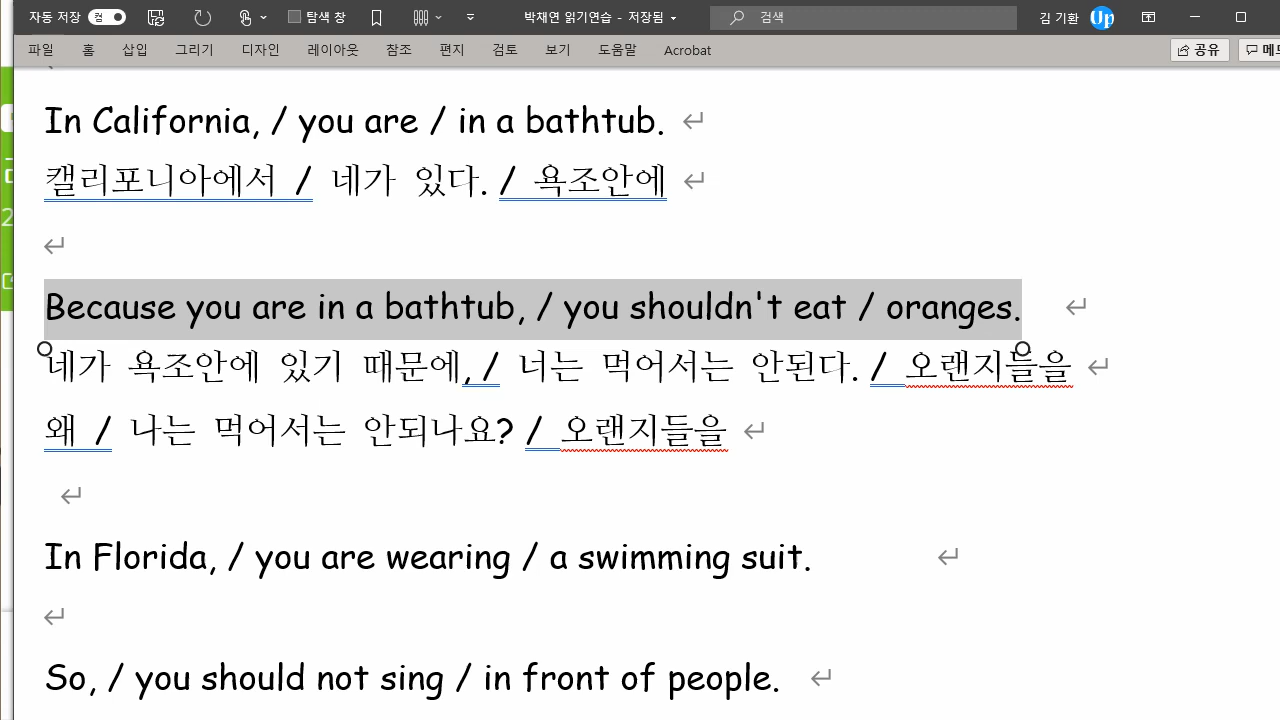 자동 저장 켬 탐색 창 박채연 읽기연습 - 저장됨 검색 김 기환 Up
파일 홈 삽입 그리기 디자인 레이아웃 참조 편지 검토 보기 도움말 Acrobat 공유
In California, / you are / in a bathtub.
캘리포니아에서 / 네가 있다. / 욕조안에
Because you are in a bathtub, / you shouldn't eat / oranges.
네가 욕조안에 있기 때문에, / 너는 먹어서는 안된다. / 오랜지들을
왜 / 나는 먹어서는 안되나요? / 오랜지들을
In Florida, / you are wearing / a swimming suit.
So, / you should not sing / in front of people.